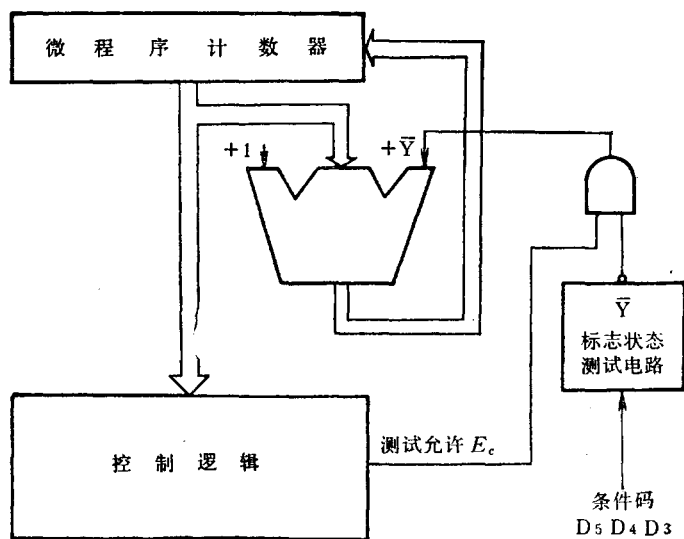 微程序计数器
+1
+Y̅
Y̅
标志状态
测试电路
控制逻辑
测试允许 E_c
条件码
D₅ D₄ D₃